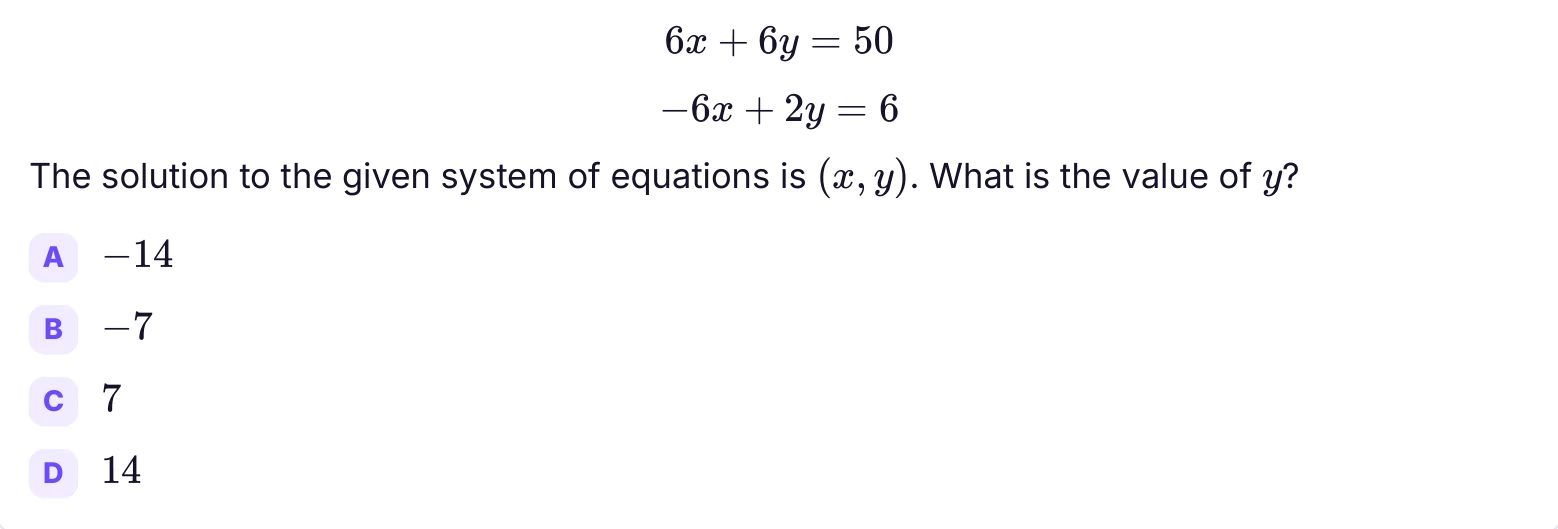 6x + 6y = 50
−6x + 2y = 6
The solution to the given system of equations is (x, y). What is the value of y?
A −14
B −7
C 7
D 14